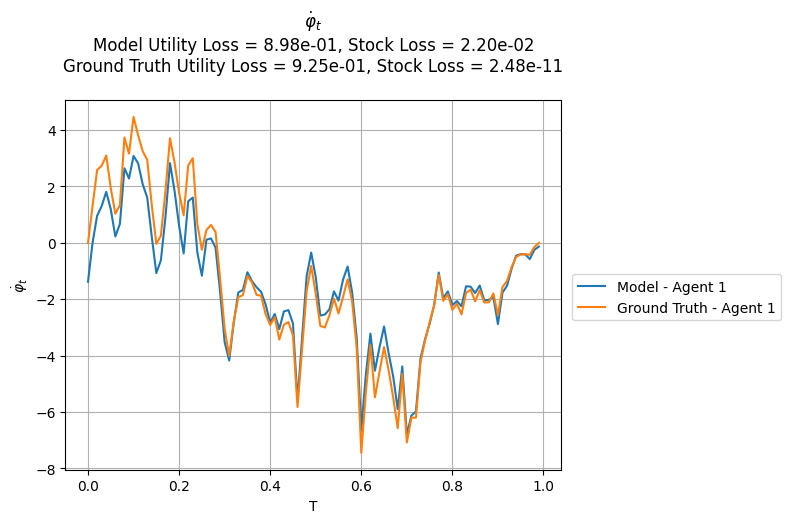 φ̇ₜ
Model Utility Loss = 8.98e-01, Stock Loss = 2.20e-02
Ground Truth Utility Loss = 9.25e-01, Stock Loss = 2.48e-11
4
2
0
−2
−4
−6
−8
φ̇ₜ
0.0 0.2 0.4 0.6 0.8 1.0
T
Model - Agent 1
Ground Truth - Agent 1